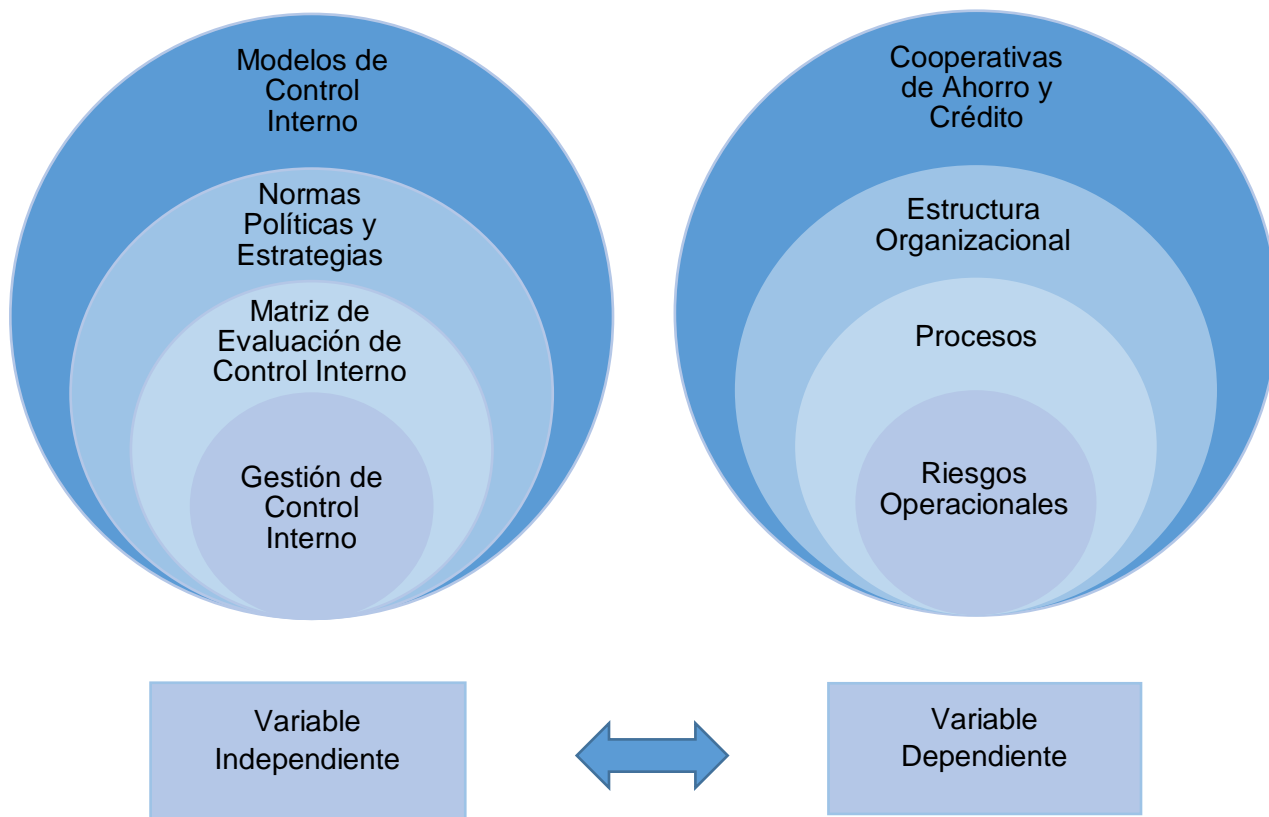 Modelos de
Control
Interno
Normas
Políticas y
Estrategias
Matriz de
Evaluación de
Control Interno
Gestión de
Control
Interno
Cooperativas
de Ahorro y
Crédito
Estructura
Organizacional
Procesos
Riesgos
Operacionales
Variable
Independiente
Variable
Dependiente